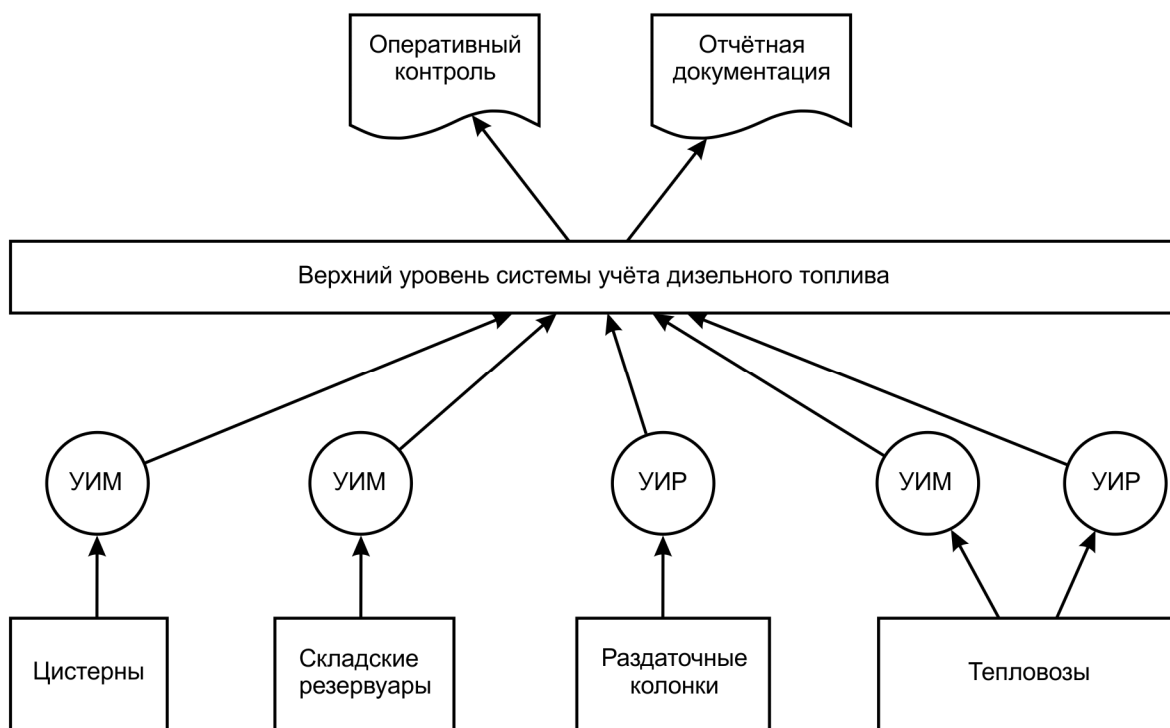 Оперативный
контроль
Отчётная
документация
Верхний уровень системы учёта дизельного топлива
УИМ
УИМ
УИР
УИМ
УИР
Цистерны
Складские
резервуары
Раздаточные
колонки
Тепловозы